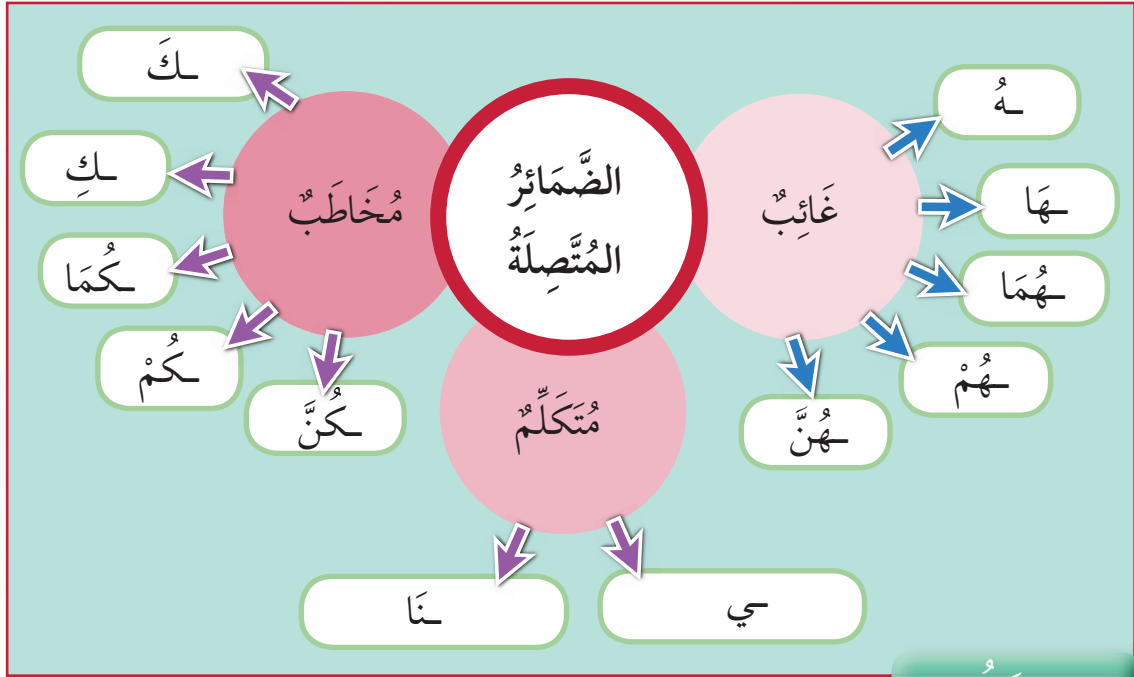 الضَّمَائِرُ
المُتَّصِلَةُ
غَائِبٌ
ـهُ
ـهَا
ـهُمَا
ـهُمْ
ـهُنَّ
مُخَاطَبٌ
ـكَ
ـكِ
ـكُمَا
ـكُمْ
ـكُنَّ
مُتَكَلِّمٌ
ـي
ـنَا